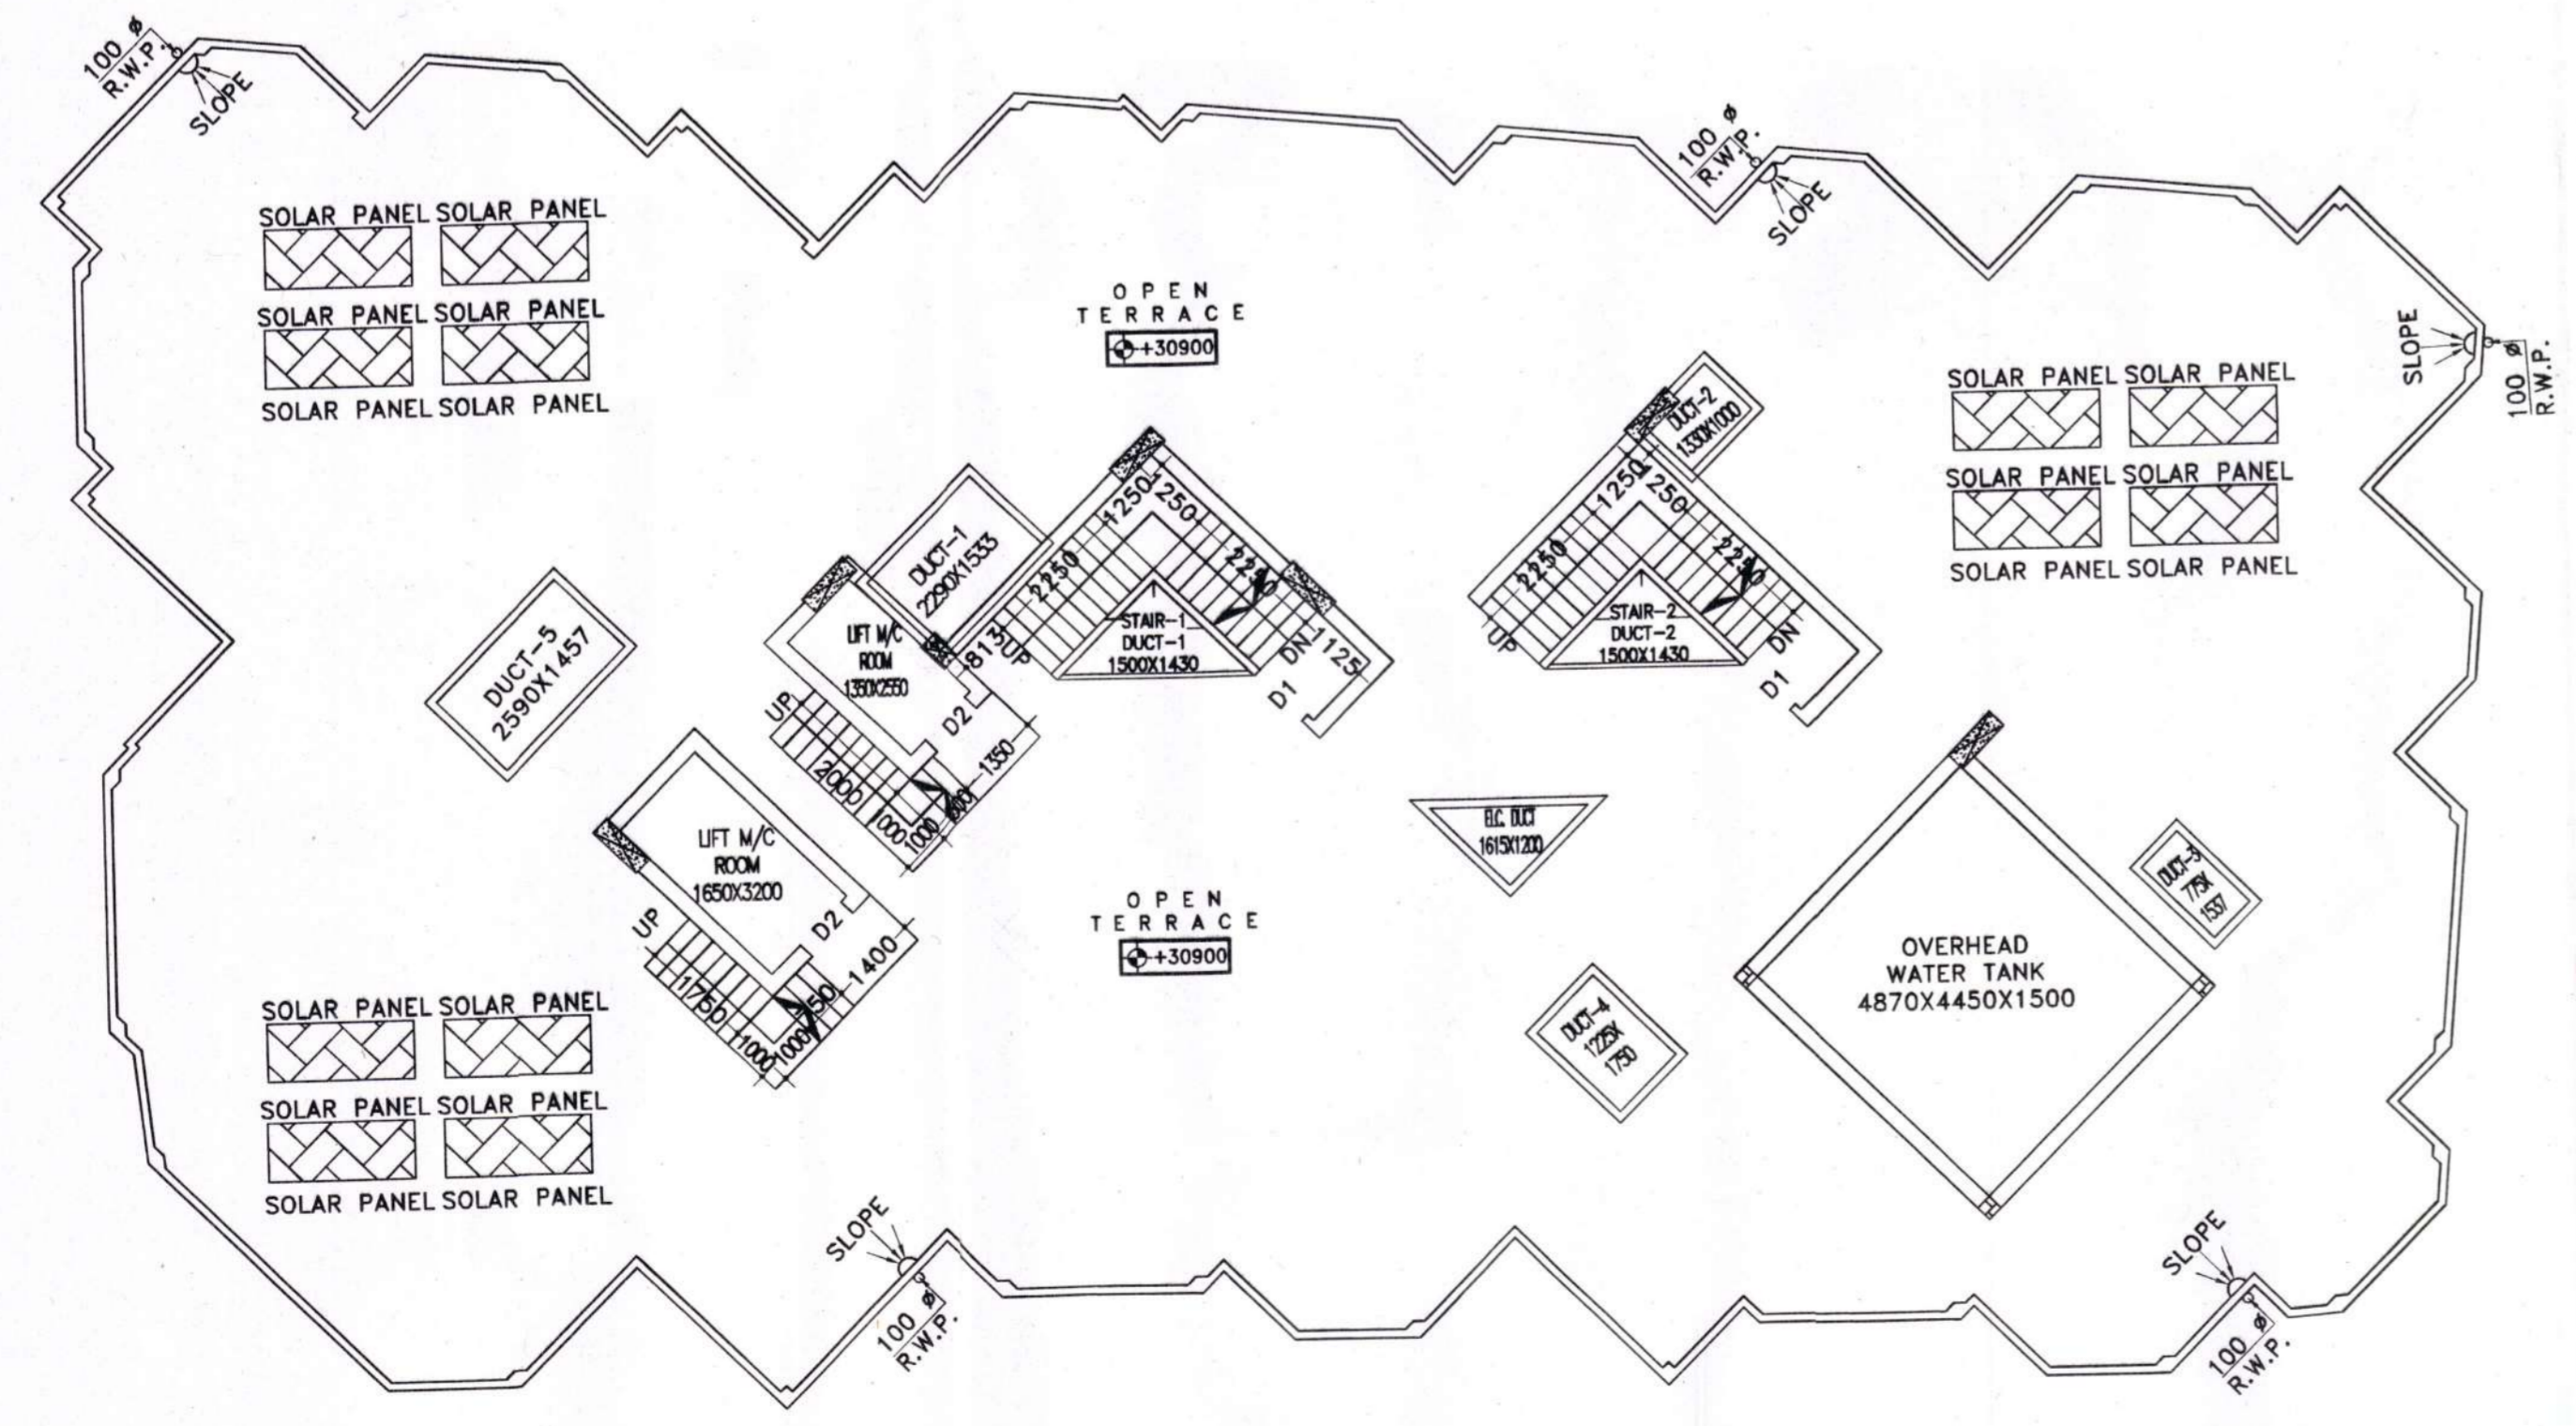 100 ø
R.W.P.
SLOPE
100 ø
R.W.P.
SLOPE
SLOPE
100 ø
R.W.P.
SOLAR PANEL SOLAR PANEL
SOLAR PANEL SOLAR PANEL
SOLAR PANEL SOLAR PANEL
OPEN
TERRACE
+30900
SOLAR PANEL SOLAR PANEL
SOLAR PANEL SOLAR PANEL
SOLAR PANEL SOLAR PANEL
DUCT-2
1330X1000
1250
1250
2250
2250
UP
DN
STAIR-2
DUCT-2
1500X1430
D1
DUCT-1
2290X1533
1250
1250
2250
2250
813
UP
DN
1125
STAIR-1
DUCT-1
1500X1430
D1
DUCT-5
2590X1457
LIFT M/C
ROOM
1350X2550
D2
UP
2000
1000
1000
1350
LIFT M/C
ROOM
1650X3200
D2
UP
1750
1000
1000
1400
ELC. DUCT
1615X1200
OPEN
TERRACE
+30900
DUCT-3
775X
1537
OVERHEAD
WATER TANK
4870X4450X1500
DUCT-4
1225X
1750
SOLAR PANEL SOLAR PANEL
SOLAR PANEL SOLAR PANEL
SOLAR PANEL SOLAR PANEL
SLOPE
100 ø
R.W.P.
SLOPE
100 ø
R.W.P.